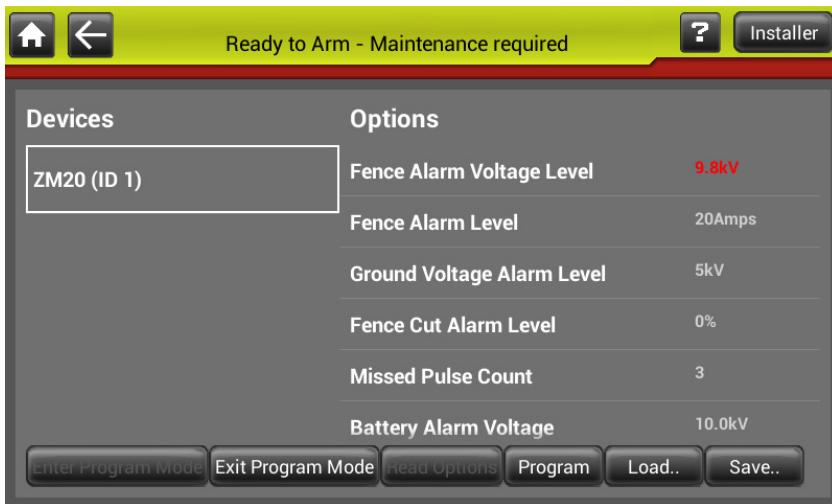 Ready to Arm - Maintenance required
?
Installer
Devices
Options
ZM20 (ID 1)
Fence Alarm Voltage Level 9.8kV
Fence Alarm Level 20Amps
Ground Voltage Alarm Level 5kV
Fence Cut Alarm Level 0%
Missed Pulse Count 3
Battery Alarm Voltage 10.0kV
Enter Program Mode Exit Program Mode Read Options Program Load.. Save..